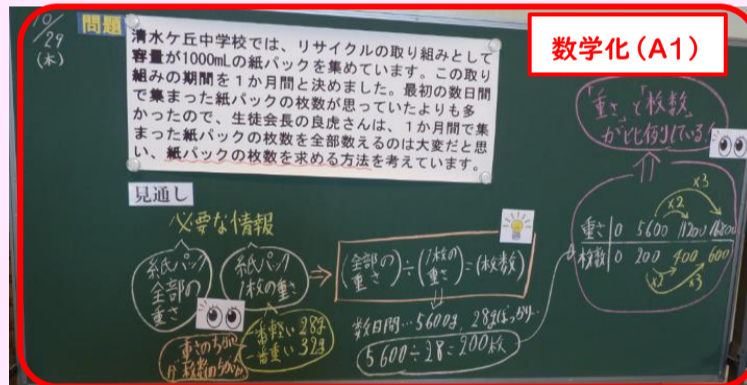 10/29
(木)
問題
清水ケ丘中学校では、リサイクルの取り組みとして
容量が1000mLの紙パックを集めています。この取り
組みの期間を1か月間と決めました。最初の数日間
で集まった紙パックの枚数が思っていたよりも多
かったので、生徒会長の良虎さんは、1か月間で集
まった紙パックの枚数を全部数えるのは大変だと思
い、紙パックの枚数を求める方法を考えています。
数学化(A1)
「重さ」と「枚数」
が比例している!
見通し
必要な情報
紙パック
全部の
重さ
紙パック
1枚の重さ
(全部の重さ)÷(1枚の重さ)=(枚数)
一番軽い 28g
一番重い 32g
数日間…5600g
5600÷28=200枚
×3
×2
重さ 0 5600 11200 16800
枚数 0 200 400 600
×2
×3